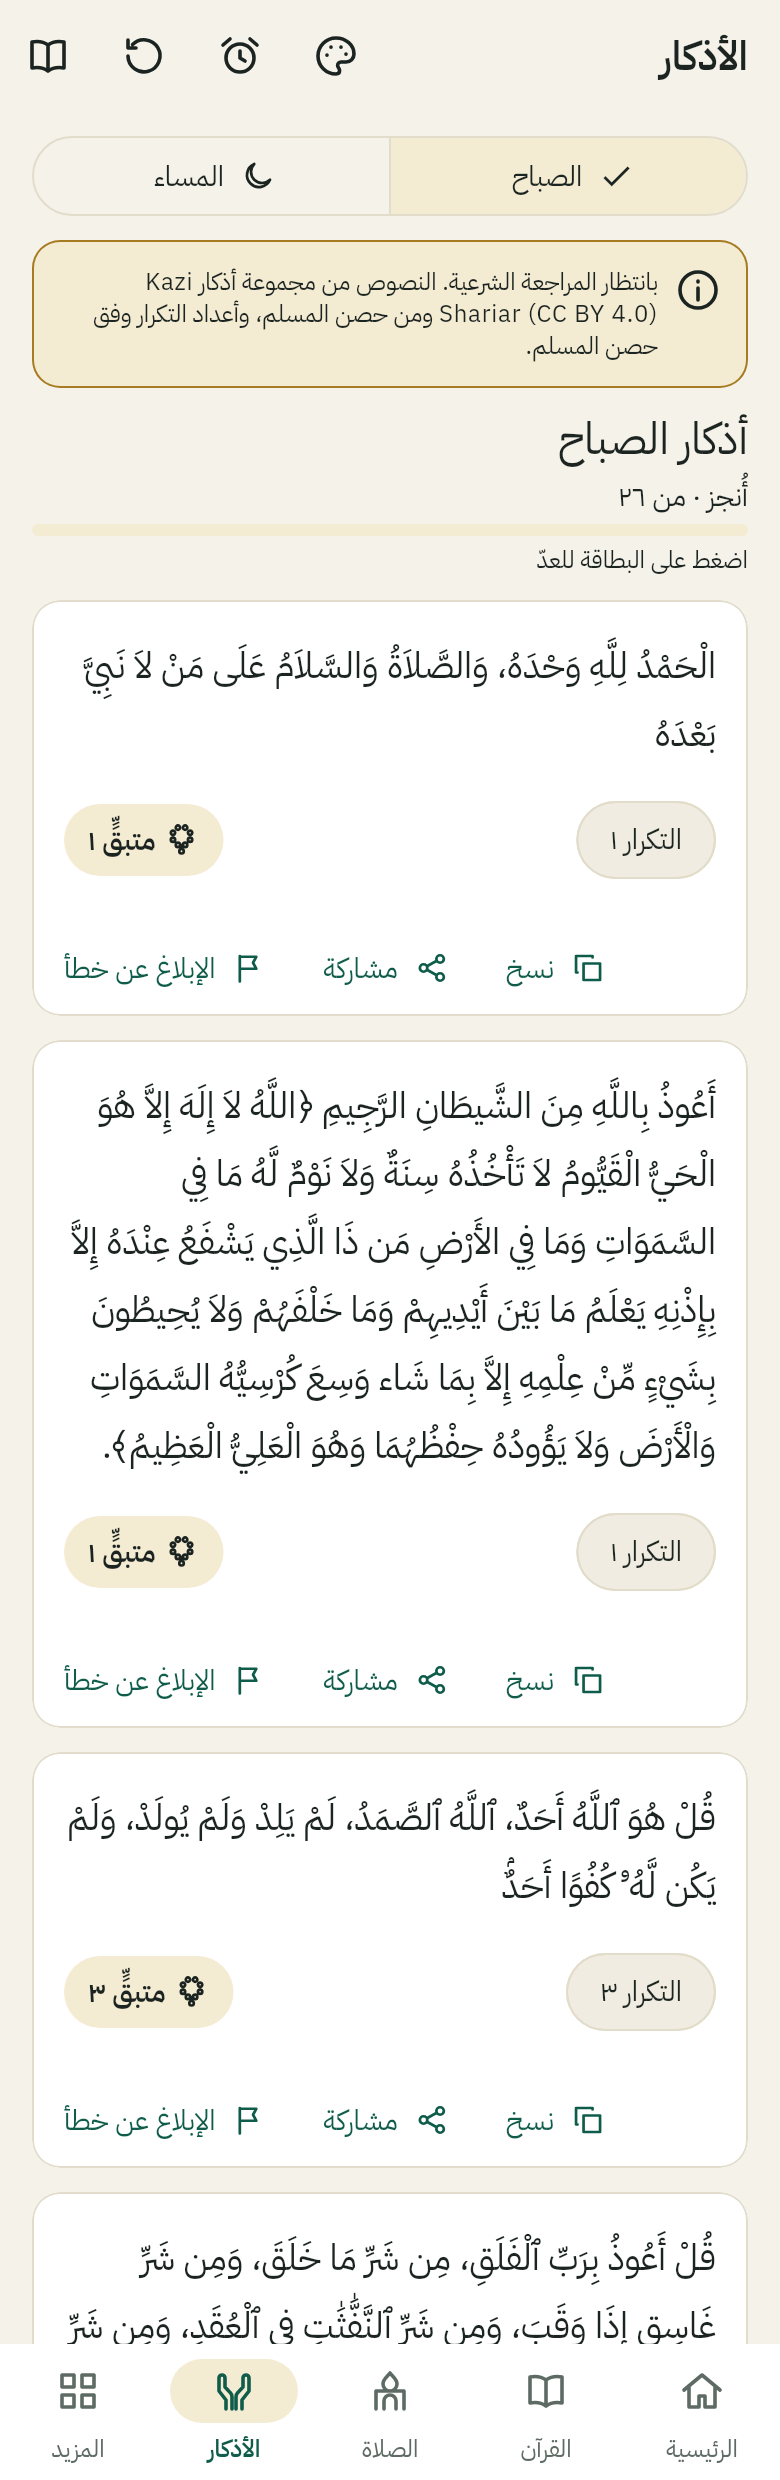 الأذكار
الصباح
المساء
بانتظار المراجعة الشرعية. النصوص من مجموعة أذكار Kazi
Shariar (CC BY 4.0) ومن حصن المسلم، وأعداد التكرار وفق
حصن المسلم.
أذكار الصباح
أُنجز ٠ من ٢٦
اضغط على البطاقة للعدّ
الْحَمْدُ لِلَّهِ وَحْدَهُ، وَالصَّلاَةُ وَالسَّلاَمُ عَلَى مَنْ لاَ نَبِيَّ
بَعْدَهُ
التكرار ١
متبقٍّ ١
نسخ
مشاركة
الإبلاغ عن خطأ
أَعُوذُ بِاللَّهِ مِنَ الشَّيطَانِ الرَّجِيمِ ﴿اللَّهُ لاَ إِلَهَ إِلاَّ هُوَ
الْحَيُّ الْقَيُّومُ لاَ تَأْخُذُهُ سِنَةٌ وَلاَ نَوْمٌ لَّهُ مَا فِي
السَّمَوَاتِ وَمَا فِي الأَرْضِ مَن ذَا الَّذِي يَشْفَعُ عِنْدَهُ إِلاَّ
بِإِذْنِهِ يَعْلَمُ مَا بَيْنَ أَيْدِيهِمْ وَمَا خَلْفَهُمْ وَلاَ يُحِيطُونَ
بِشَيْءٍ مِّنْ عِلْمِهِ إِلاَّ بِمَا شَاء وَسِعَ كُرْسِيُّهُ السَّمَوَاتِ
وَالْأَرْضَ وَلاَ يَؤُودُهُ حِفْظُهُمَا وَهُوَ الْعَلِيُّ الْعَظِيمُ﴾.
التكرار ١
متبقٍّ ١
نسخ
مشاركة
الإبلاغ عن خطأ
قُلْ هُوَ ٱللَّهُ أَحَدٌ، ٱللَّهُ ٱلصَّمَدُ، لَمْ يَلِدْ وَلَمْ يُولَدْ، وَلَمْ
يَكُن لَّهُۥ كُفُوًا أَحَدٌۢ
التكرار ٣
متبقٍّ ٣
نسخ
مشاركة
الإبلاغ عن خطأ
قُلْ أَعُوذُ بِرَبِّ ٱلْفَلَقِ، مِن شَرِّ مَا خَلَقَ، وَمِن شَرِّ
غَاسِقٍ إِذَا وَقَبَ، وَمِن شَرِّ ٱلنَّفَّٰثَٰتِ فِى ٱلْعُقَدِ، وَمِن شَرِّ
الرئيسية
القرآن
الصلاة
الأذكار
المزيد